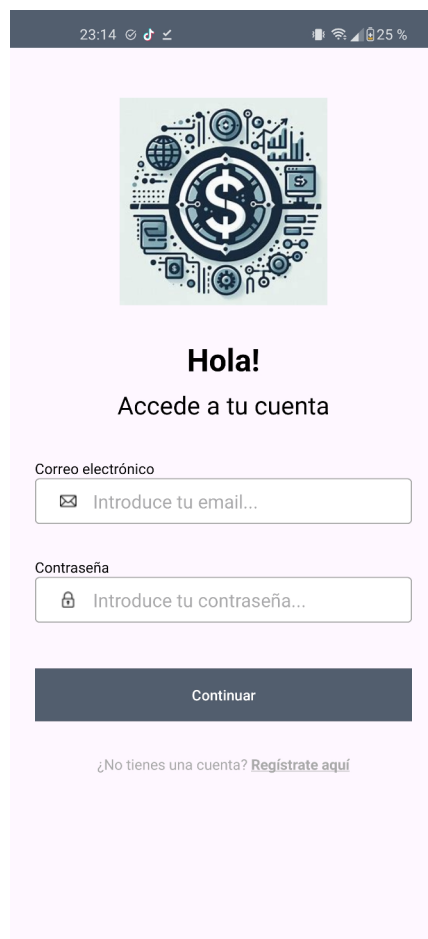 23:14
25 %
$
$
$
Hola!
Accede a tu cuenta
Correo electrónico
Introduce tu email...
Contraseña
Introduce tu contraseña...
Continuar
¿No tienes una cuenta? Regístrate aquí